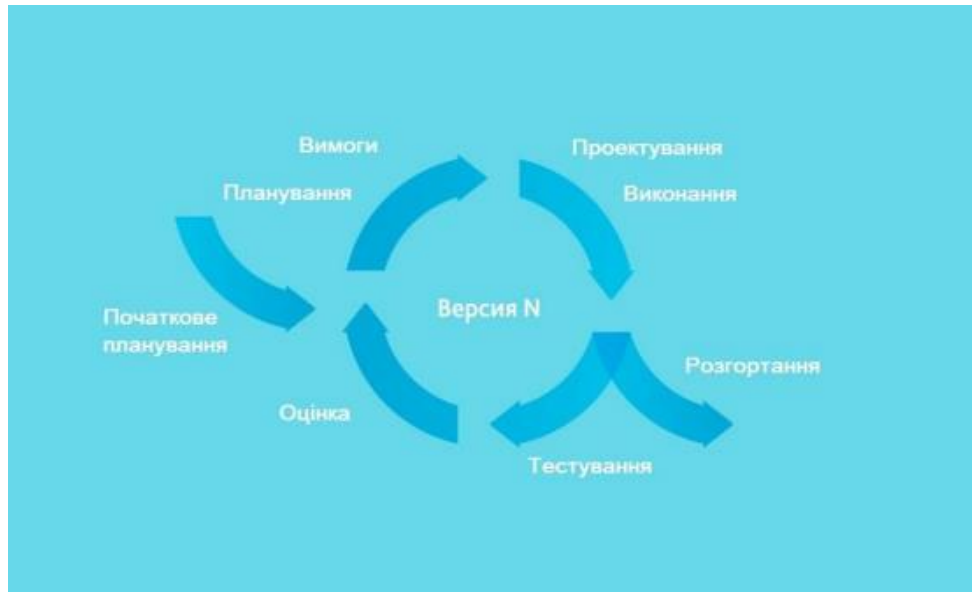 Вимоги
Планування
Проектування
Виконання
Початкове
планування
Версия N
Розгортання
Оцінка
Тестування